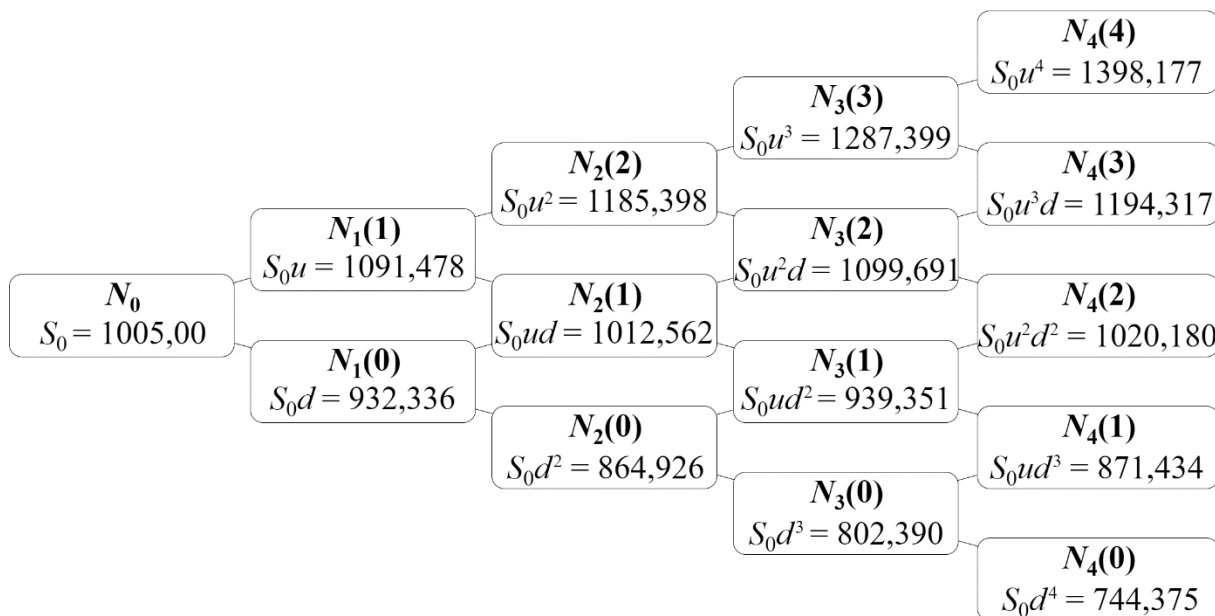 N₄(4)
S₀u⁴ = 1398,177
N₃(3)
S₀u³ = 1287,399
N₂(2)
S₀u² = 1185,398
N₄(3)
S₀u³d = 1194,317
N₁(1)
S₀u = 1091,478
N₃(2)
S₀u²d = 1099,691
N₀
S₀ = 1005,00
N₂(1)
S₀ud = 1012,562
N₄(2)
S₀u²d² = 1020,180
N₁(0)
S₀d = 932,336
N₃(1)
S₀ud² = 939,351
N₂(0)
S₀d² = 864,926
N₄(1)
S₀ud³ = 871,434
N₃(0)
S₀d³ = 802,390
N₄(0)
S₀d⁴ = 744,375